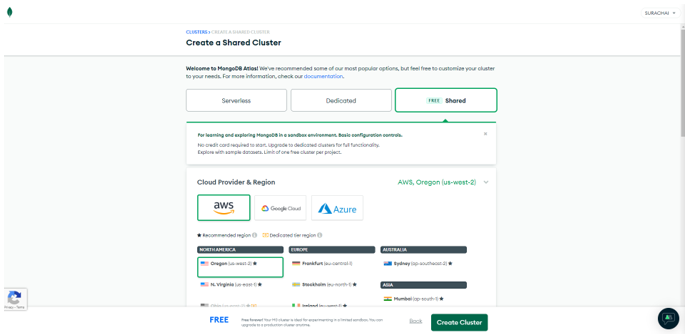 SURACHAI
CLUSTERS > CREATE A SHARED CLUSTER
Create a Shared Cluster
Welcome to MongoDB Atlas! We've recommended some of our most popular options, but feel free to customize your cluster
to your needs. For more information, check our documentation.
Serverless
Dedicated
FREE Shared
For learning and exploring MongoDB in a sandbox environment. Basic configuration controls.
No credit card required to start. Upgrade to dedicated clusters for full functionality.
Explore with sample datasets. Limit of one free cluster per project.
Cloud Provider & Region
AWS, Oregon (us-west-2)
aws
Google Cloud
Azure
★ Recommended region
Dedicated tier region
NORTH AMERICA
EUROPE
AUSTRALIA
Oregon (us-west-2) ★
Frankfurt (eu-central-1)
Sydney (ap-southeast-2) ★
N. Virginia (us-east-1) ★
Stockholm (eu-north-1) ★
ASIA
Mumbai (ap-south-1) ★
Ireland (eu-west-1) ★
Privacy - Terms
FREE
Free forever! Your M0 cluster is ideal for experimenting in a limited sandbox. You can
upgrade to a production cluster anytime.
Back
Create Cluster